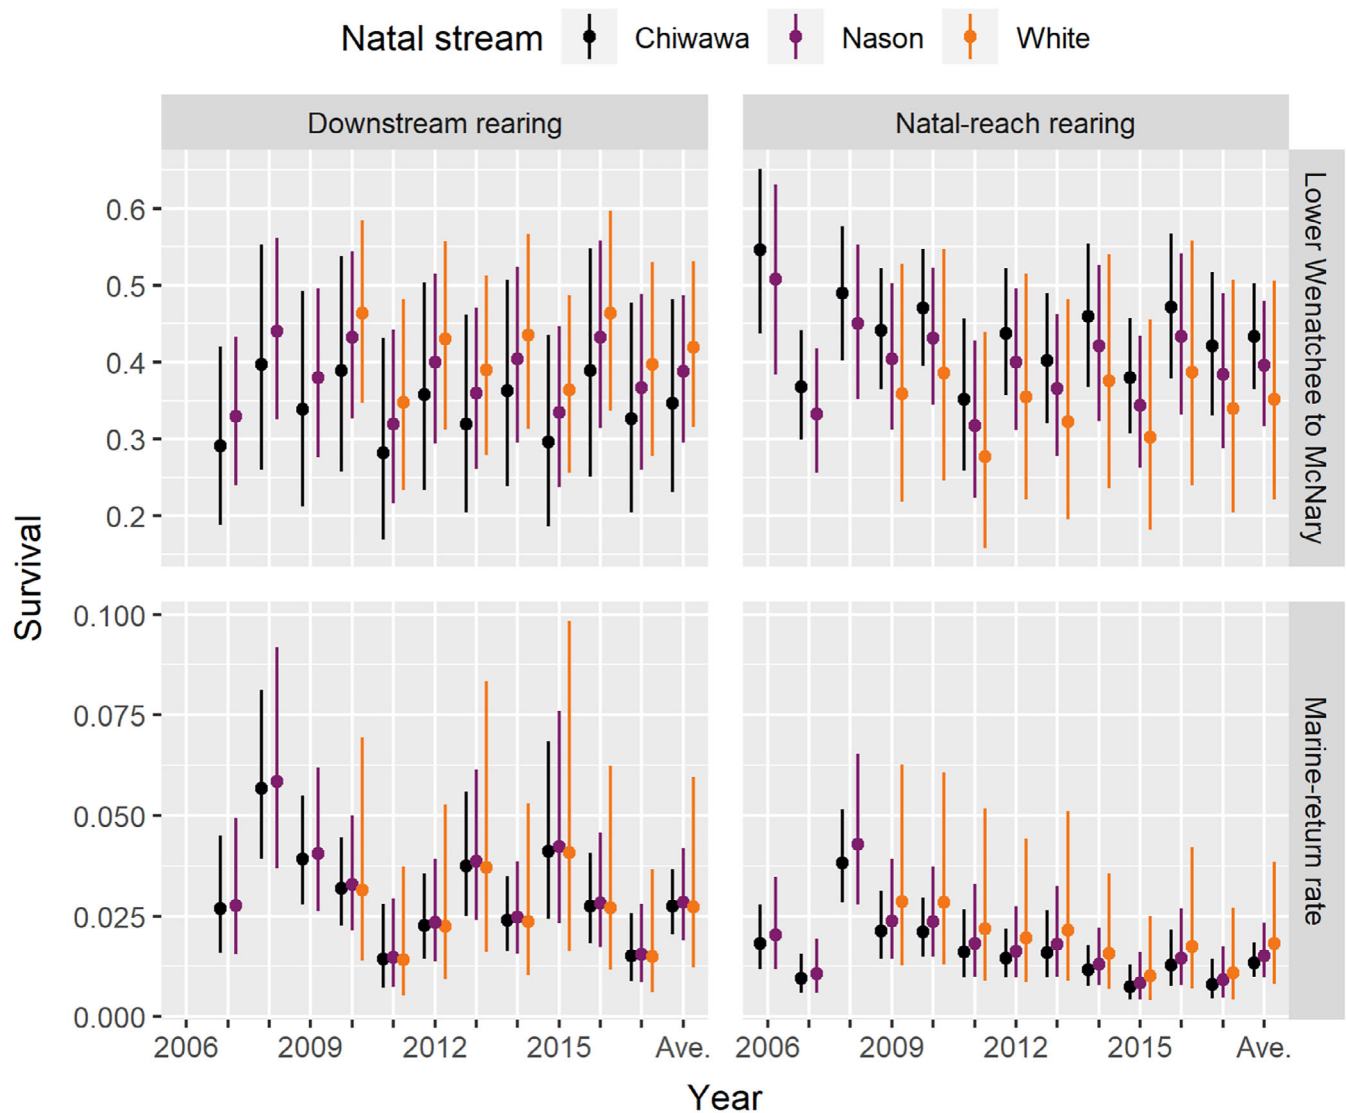 Natal stream Chiwawa Nason White
Downstream rearing Natal-reach rearing
0.6
0.5
0.4
0.3
0.2
Lower Wenatchee to McNary
Survival
0.100
0.075
0.050
0.025
0.000
Marine-return rate
2006 2009 2012 2015 Ave. 2006 2009 2012 2015 Ave.
Year